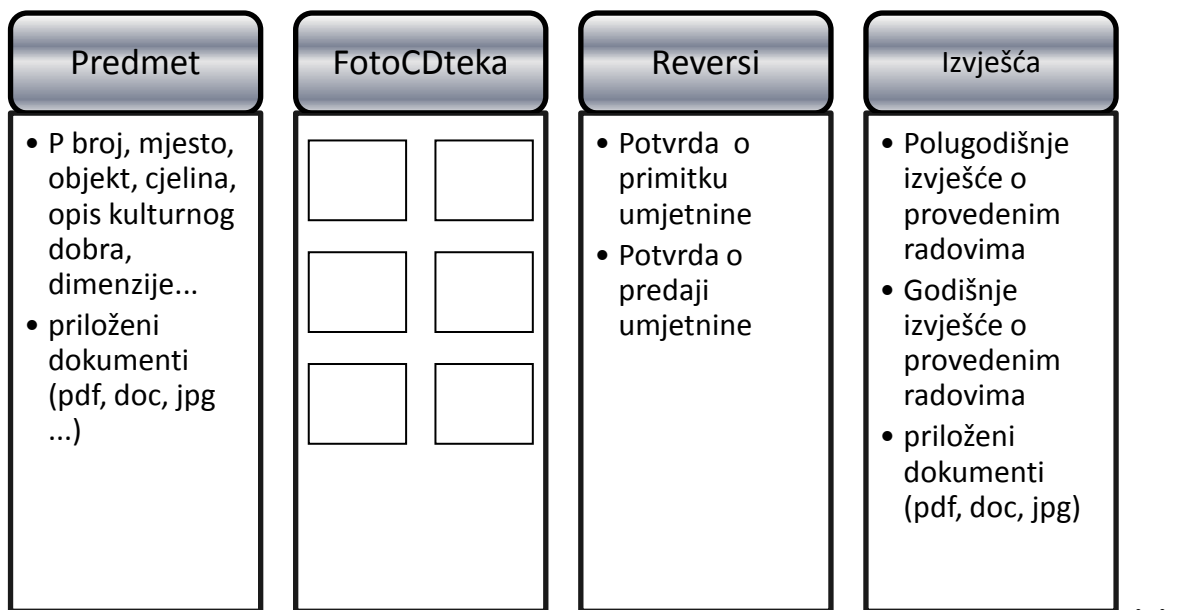 Predmet
• P broj, mjesto,
objekt, cjelina,
opis kulturnog
dobra,
dimenzije...
• priloženi
dokumenti
(pdf, doc, jpg
...)
FotoCDteka
Reversi
• Potvrda o
primitku
umjetnine
• Potvrda o
predaji
umjetnine
Izvješća
• Polugodišnje
izvješće o
provedenim
radovima
• Godišnje
izvješće o
provedenim
radovima
• priloženi
dokumenti
(pdf, doc, jpg)